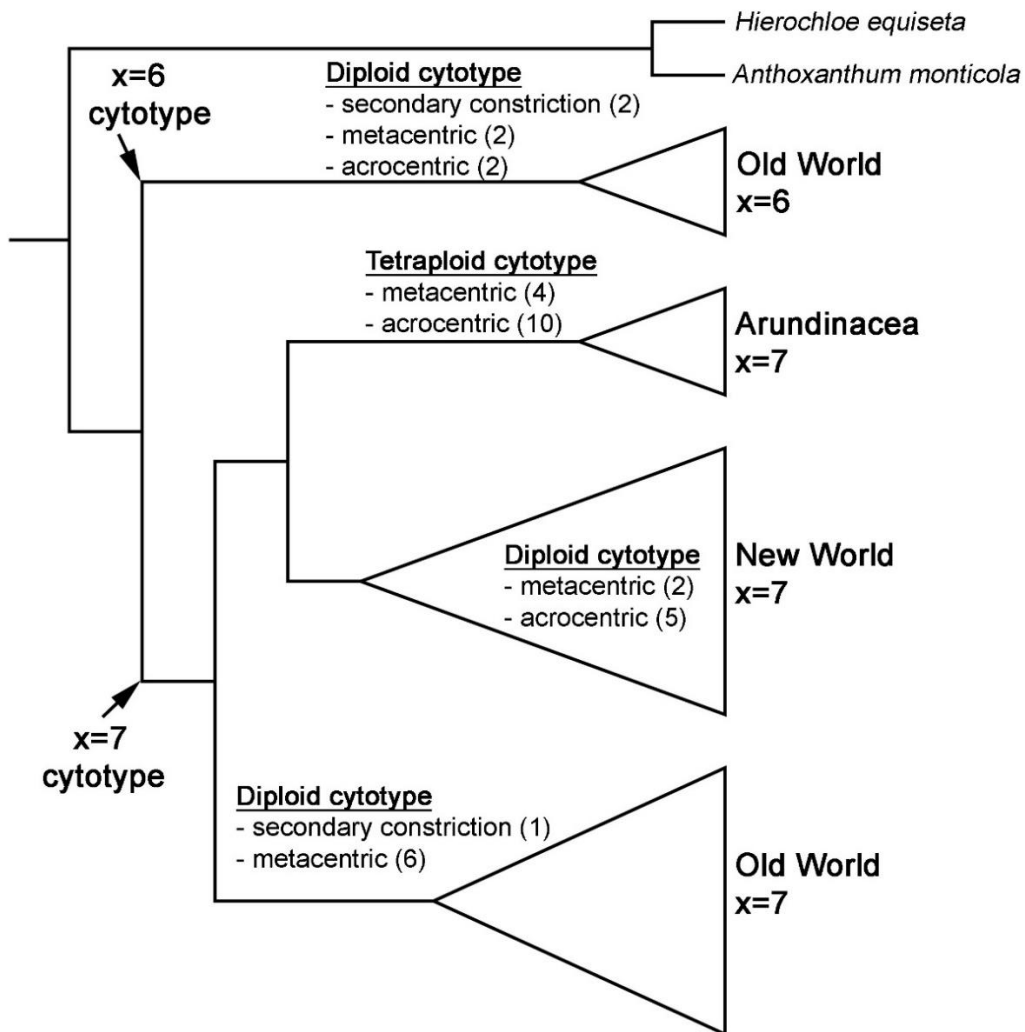 Hierochloe equiseta
Anthoxanthum monticola
x=6
cytotype
Diploid cytotype
- secondary constriction (2)
- metacentric (2)
- acrocentric (2)
Old World
x=6
Tetraploid cytotype
- metacentric (4)
- acrocentric (10)
Arundinacea
x=7
Diploid cytotype
- metacentric (2)
- acrocentric (5)
New World
x=7
x=7
cytotype
Diploid cytotype
- secondary constriction (1)
- metacentric (6)
Old World
x=7